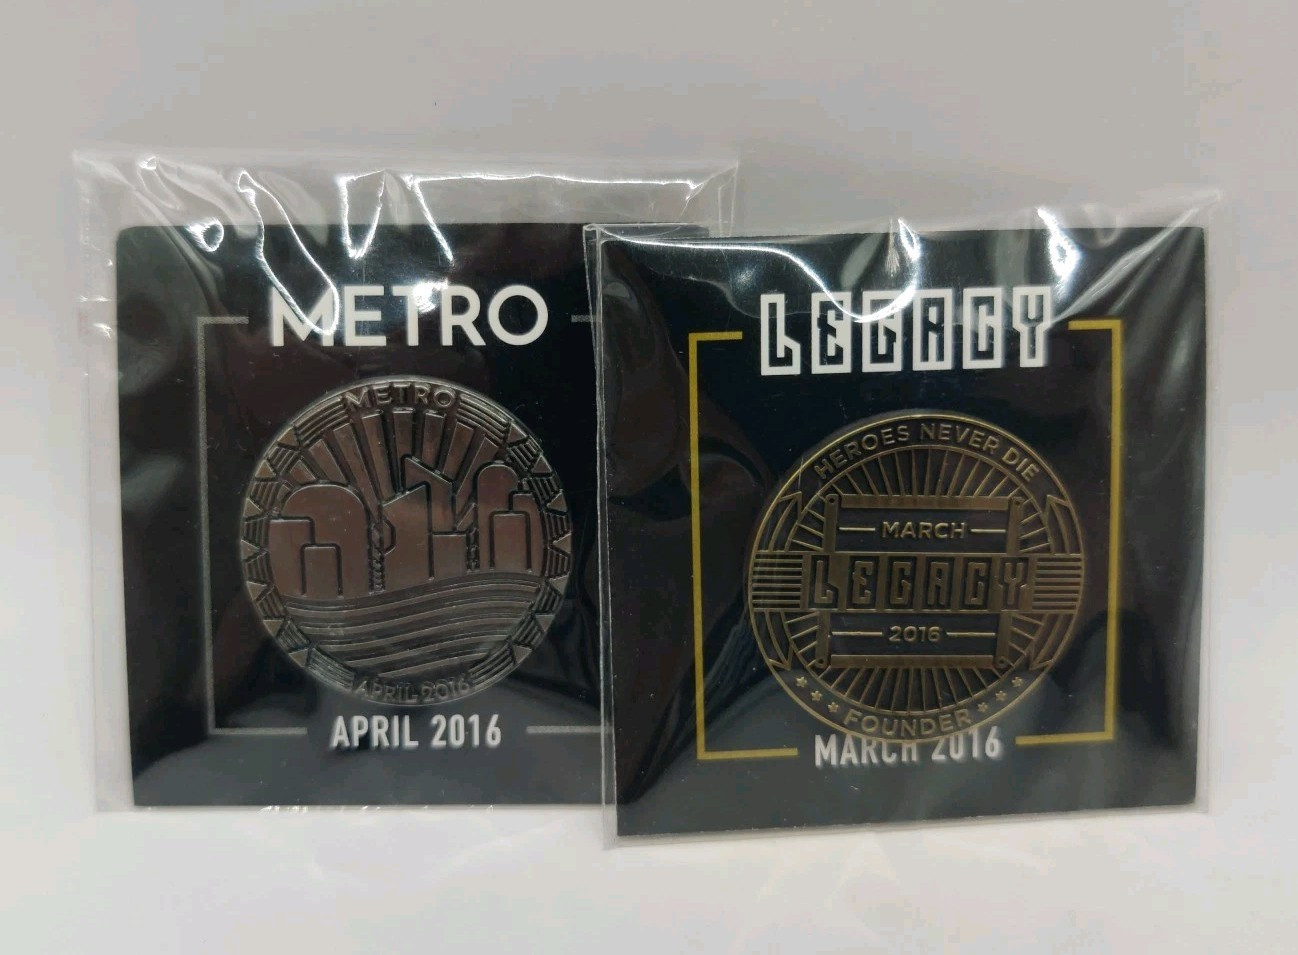 METRO
METRO
APRIL 2016
APRIL 2016
LEGACY
HEROES NEVER DIE
MARCH
LEGACY
2016
FOUNDER
MARCH 2016